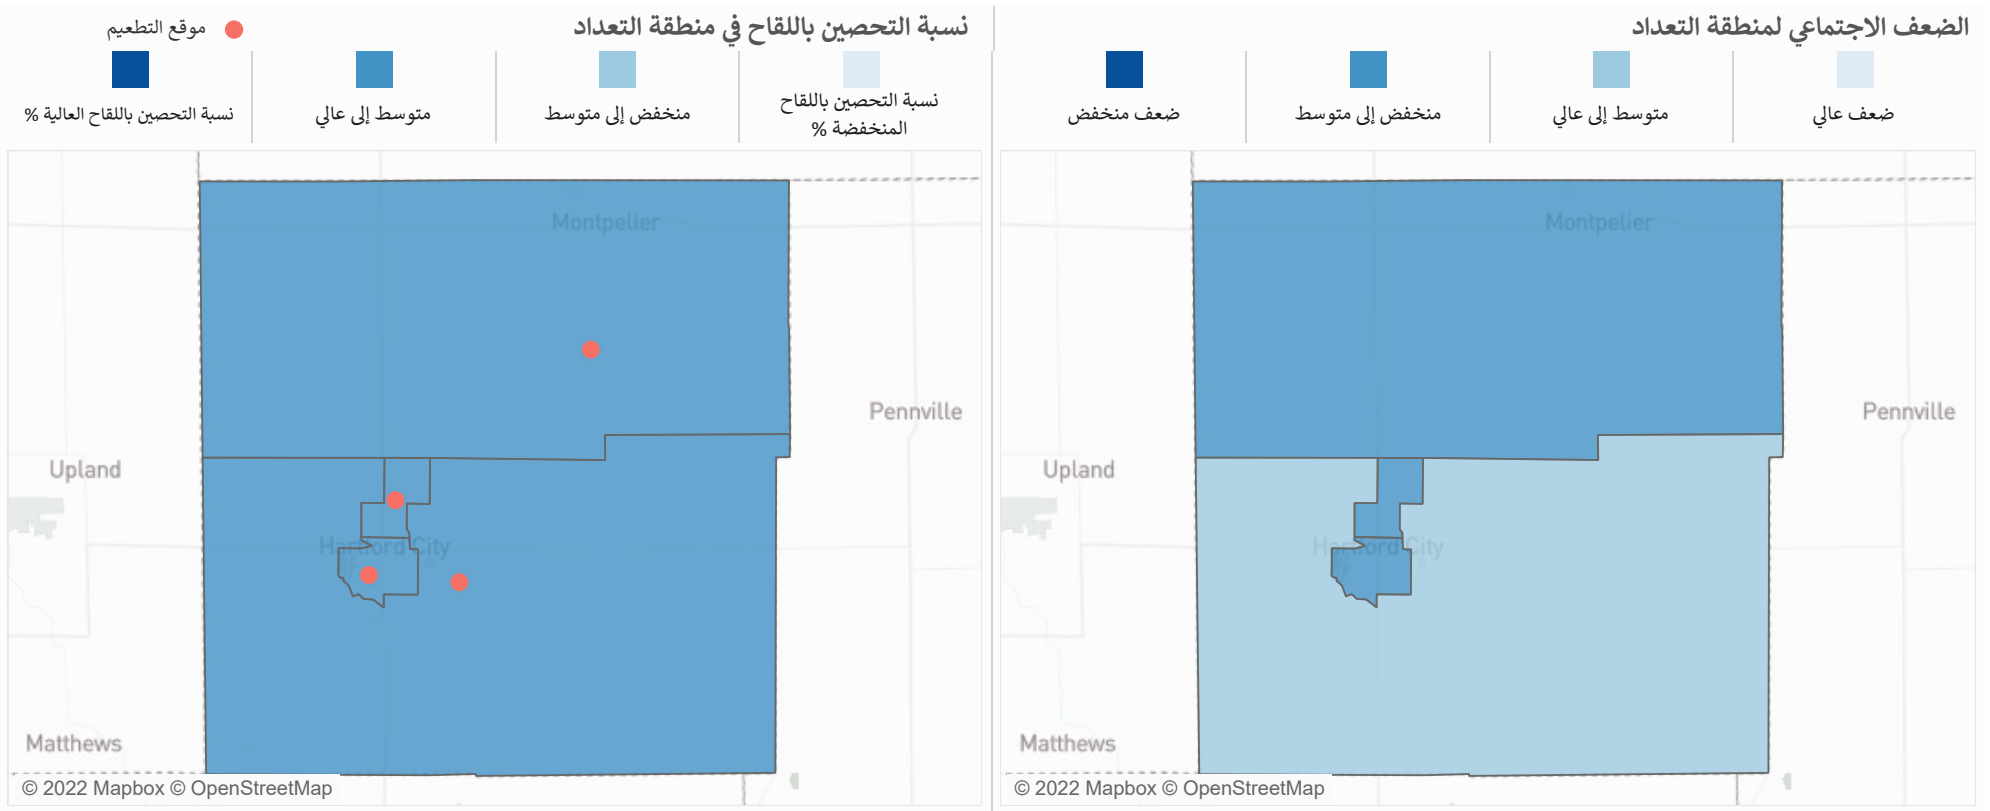 الضعف الاجتماعي لمنطقة التعداد
ضعف عالي
متوسط إلى عالي
منخفض إلى متوسط
ضعف منخفض
Montpelier
Pennville
Upland
Hartford City
Matthews
© 2022 Mapbox © OpenStreetMap
نسبة التحصين باللقاح في منطقة التعداد
موقع التطعيم
نسبة التحصين باللقاح
المنخفضة %
منخفض إلى متوسط
متوسط إلى عالي
نسبة التحصين باللقاح العالية %
Montpelier
Pennville
Upland
Hartford City
Matthews
© 2022 Mapbox © OpenStreetMap